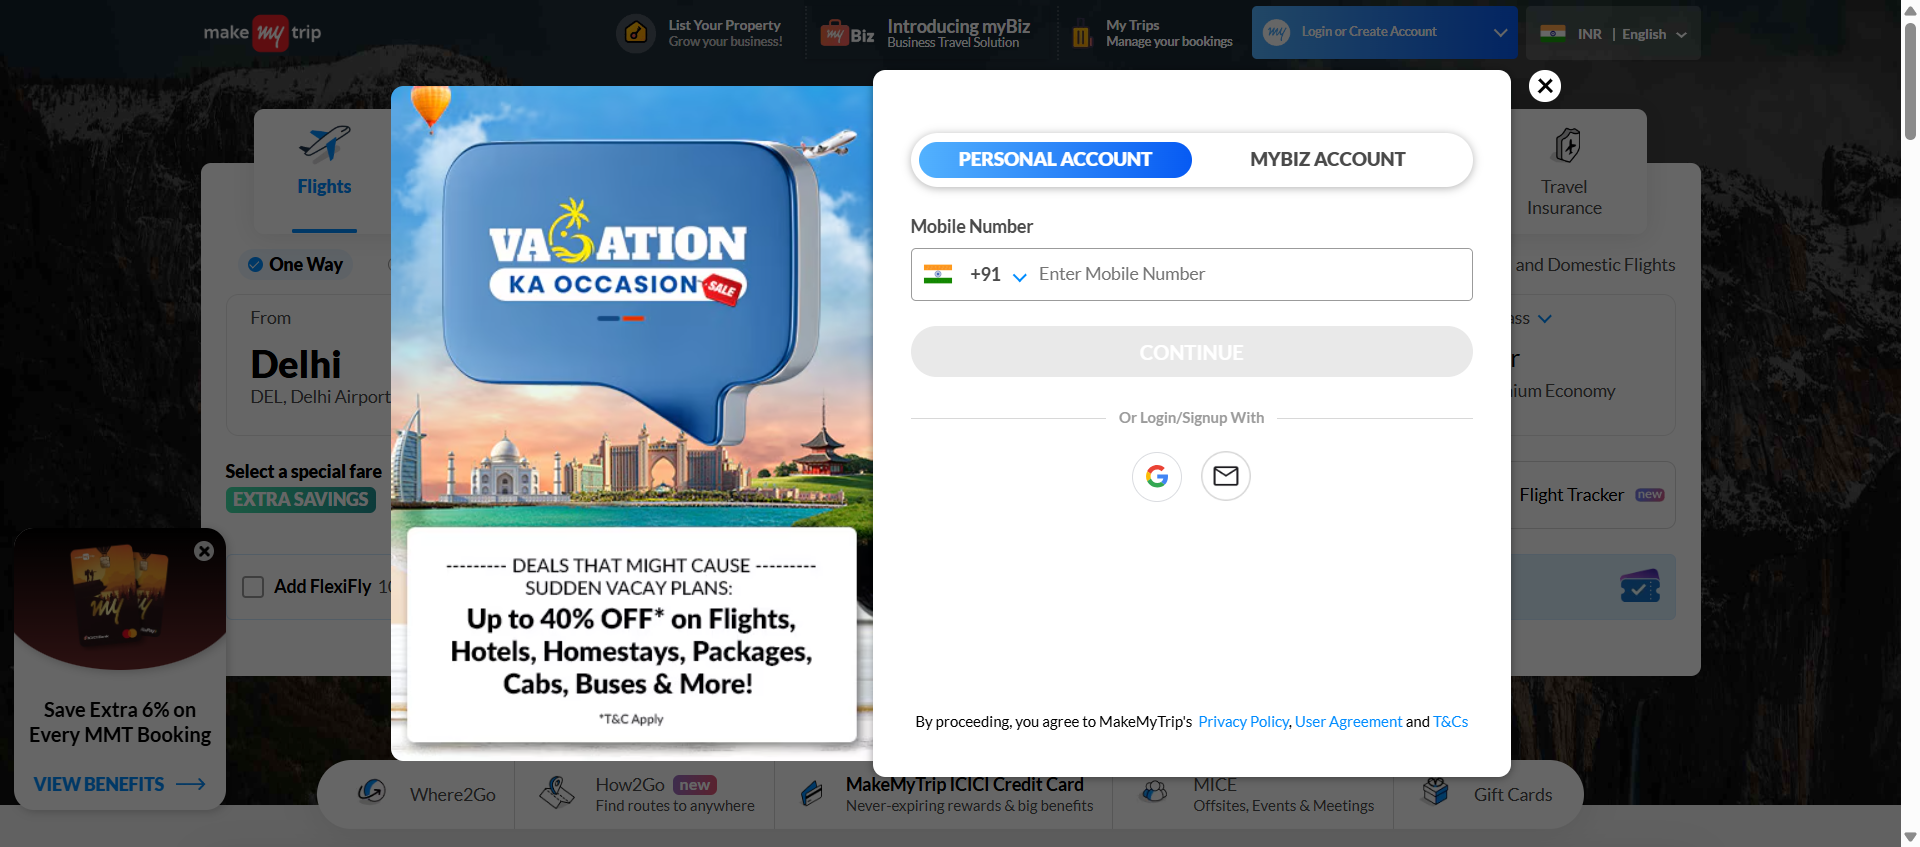 make my trip
List Your Property
Grow your business!
my Biz
Introducing myBiz
Business Travel Solution
My Trips
Manage your bookings
my
Login or Create Account
INR | English
Flights
Travel
Insurance
One Way
and Domestic Flights
From
Delhi
DEL, Delhi Airport
Select a special fare
EXTRA SAVINGS
Flight Tracker new
Add FlexiFly
ium Economy
VACATION
KA OCCASION SALE
--------- DEALS THAT MIGHT CAUSE ---------
SUDDEN VACAY PLANS:
Up to 40% OFF* on Flights,
Hotels, Homestays, Packages,
Cabs, Buses & More!
*T&C Apply
PERSONAL ACCOUNT
MYBIZ ACCOUNT
Mobile Number
+91 Enter Mobile Number
CONTINUE
Or Login/Signup With
By proceeding, you agree to MakeMyTrip's Privacy Policy, User Agreement and T&Cs
my
Save Extra 6% on
Every MMT Booking
VIEW BENEFITS
Where2Go
How2Go new
Find routes to anywhere
MakeMyTrip ICICI Credit Card
Never-expiring rewards & big benefits
MICE
Offsites, Events & Meetings
Gift Cards